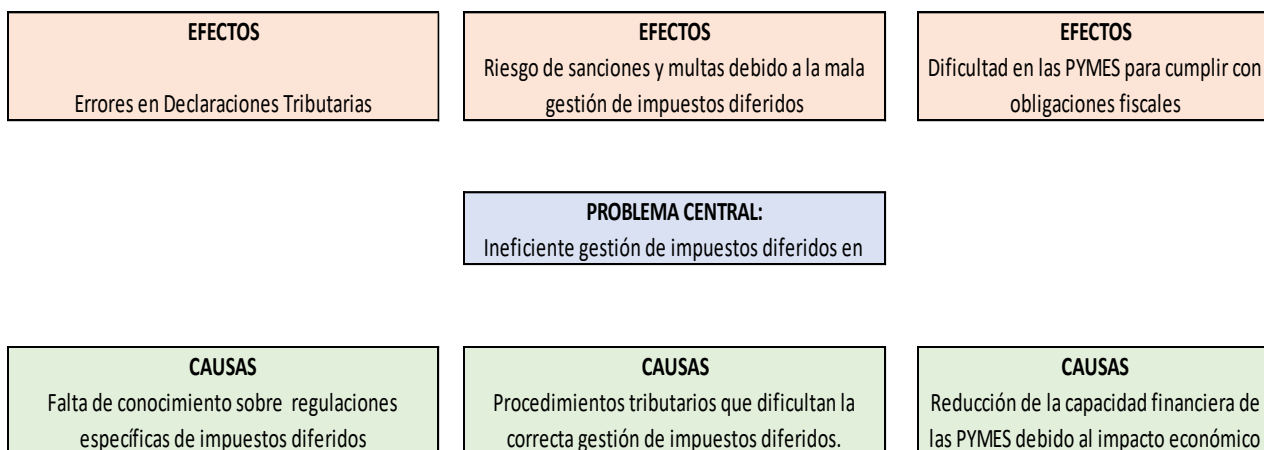 EFECTOS
Errores en Declaraciones Tributarias
EFECTOS
Riesgo de sanciones y multas debido a la mala
gestión de impuestos diferidos
EFECTOS
Dificultad en las PYMES para cumplir con
obligaciones fiscales
PROBLEMA CENTRAL:
Ineficiente gestión de impuestos diferidos en
CAUSAS
Falta de conocimiento sobre regulaciones
específicas de impuestos diferidos
CAUSAS
Procedimientos tributarios que dificultan la
correcta gestión de impuestos diferidos.
CAUSAS
Reducción de la capacidad financiera de
las PYMES debido al impacto económico